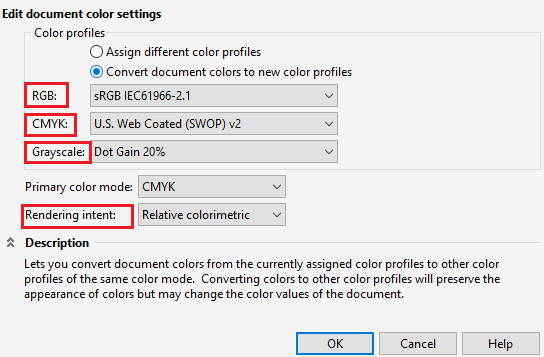 Edit document color settings
Color profiles
Assign different color profiles
Convert document colors to new color profiles
RGB: sRGB IEC61966-2.1
CMYK: U.S. Web Coated (SWOP) v2
Grayscale: Dot Gain 20%
Primary color mode: CMYK
Rendering intent: Relative colorimetric
Description
Lets you convert document colors from the currently assigned color profiles to other color
profiles of the same color mode. Converting colors to other color profiles will preserve the
appearance of colors but may change the color values of the document.
OK Cancel Help